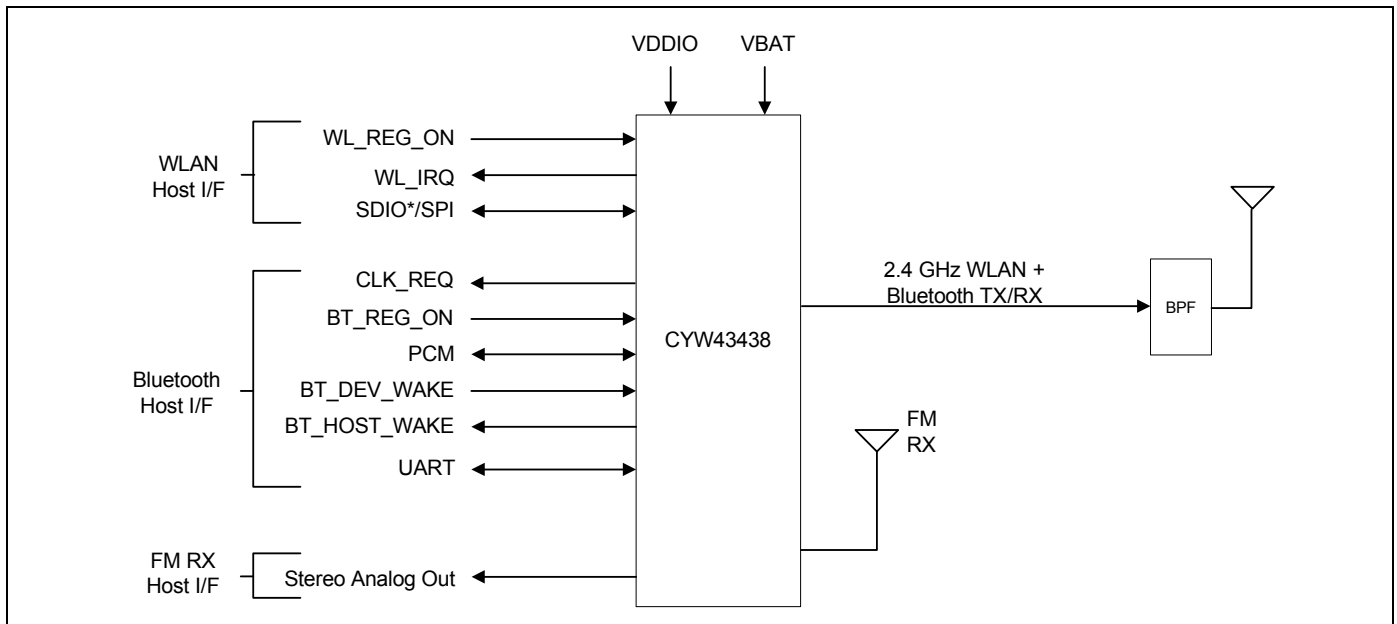 VDDIO
VBAT
WLAN
Host I/F
WL_REG_ON
WL_IRQ
SDIO*/SPI
Bluetooth
Host I/F
CLK_REQ
BT_REG_ON
PCM
BT_DEV_WAKE
BT_HOST_WAKE
UART
FM RX
Host I/F
Stereo Analog Out
CYW43438
2.4 GHz WLAN +
Bluetooth TX/RX
BPF
FM
RX